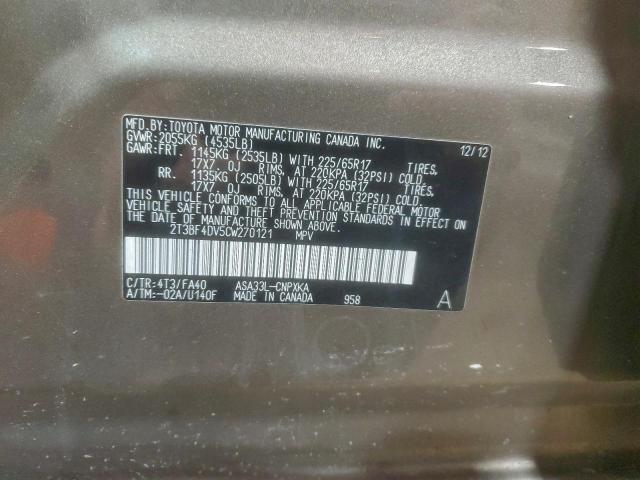 MFD.BY:TOYOTA MOTOR MANUFACTURING CANADA INC.
GVWR:2055KG (4535LB) 12/12
GAWR:FRT 1145KG (2535LB) WITH 225/65R17 TIRES.
17X7 0J RIMS. AT 220KPA (32PSI) COLD
RR. 1135KG (2505LB) WITH 225/65R17 TIRES.
17X7 0J RIMS. AT 220KPA (32PSI) COLD
THIS VEHICLE CONFORMS TO ALL APPLICABLE FEDERAL MOTOR
VEHICLE SAFETY, AND THEFT PREVENTION STANDARDS IN EFFECT ON
THE DATE OF MANUFACTURE SHOWN ABOVE.
2T3BF4DV5CW270121 MPV
C/TR:4T3/FA40 ASA33L-CNPXKA
A/TM:-02A/U140F MADE IN CANADA 958 A